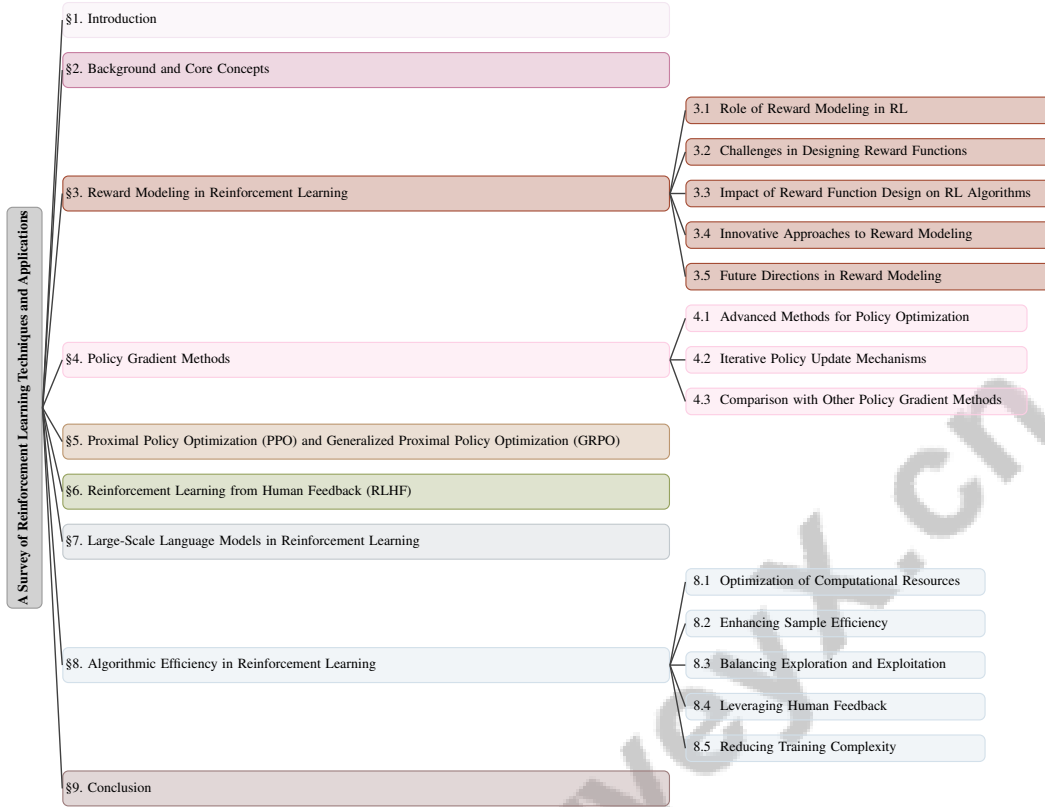 A Survey of Reinforcement Learning Techniques and Applications
§1. Introduction
§2. Background and Core Concepts
§3. Reward Modeling in Reinforcement Learning
3.1 Role of Reward Modeling in RL
3.2 Challenges in Designing Reward Functions
3.3 Impact of Reward Function Design on RL Algorithms
3.4 Innovative Approaches to Reward Modeling
3.5 Future Directions in Reward Modeling
§4. Policy Gradient Methods
4.1 Advanced Methods for Policy Optimization
4.2 Iterative Policy Update Mechanisms
4.3 Comparison with Other Policy Gradient Methods
§5. Proximal Policy Optimization (PPO) and Generalized Proximal Policy Optimization (GRPO)
§6. Reinforcement Learning from Human Feedback (RLHF)
§7. Large-Scale Language Models in Reinforcement Learning
§8. Algorithmic Efficiency in Reinforcement Learning
8.1 Optimization of Computational Resources
8.2 Enhancing Sample Efficiency
8.3 Balancing Exploration and Exploitation
8.4 Leveraging Human Feedback
8.5 Reducing Training Complexity
§9. Conclusion
veyx.cn